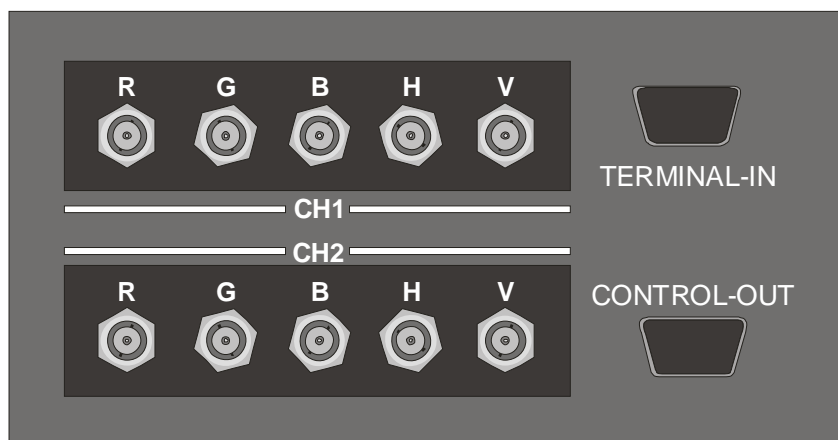 R G B H V
TERMINAL-IN
CH1
CH2
R G B H V
CONTROL-OUT